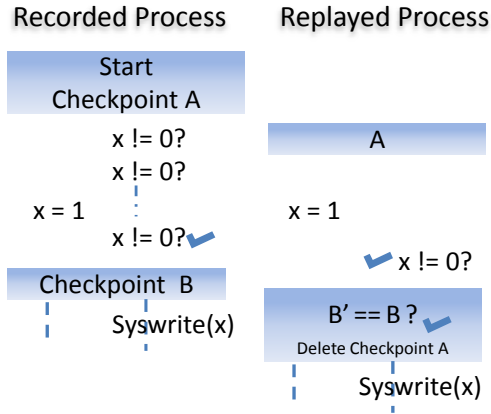 Recorded Process
Replayed Process
Start
Checkpoint A
x != 0?
x != 0?
x = 1
x != 0?
Checkpoint B
Syswrite(x)
A
x = 1
x != 0?
B' == B ?
Delete Checkpoint A
Syswrite(x)